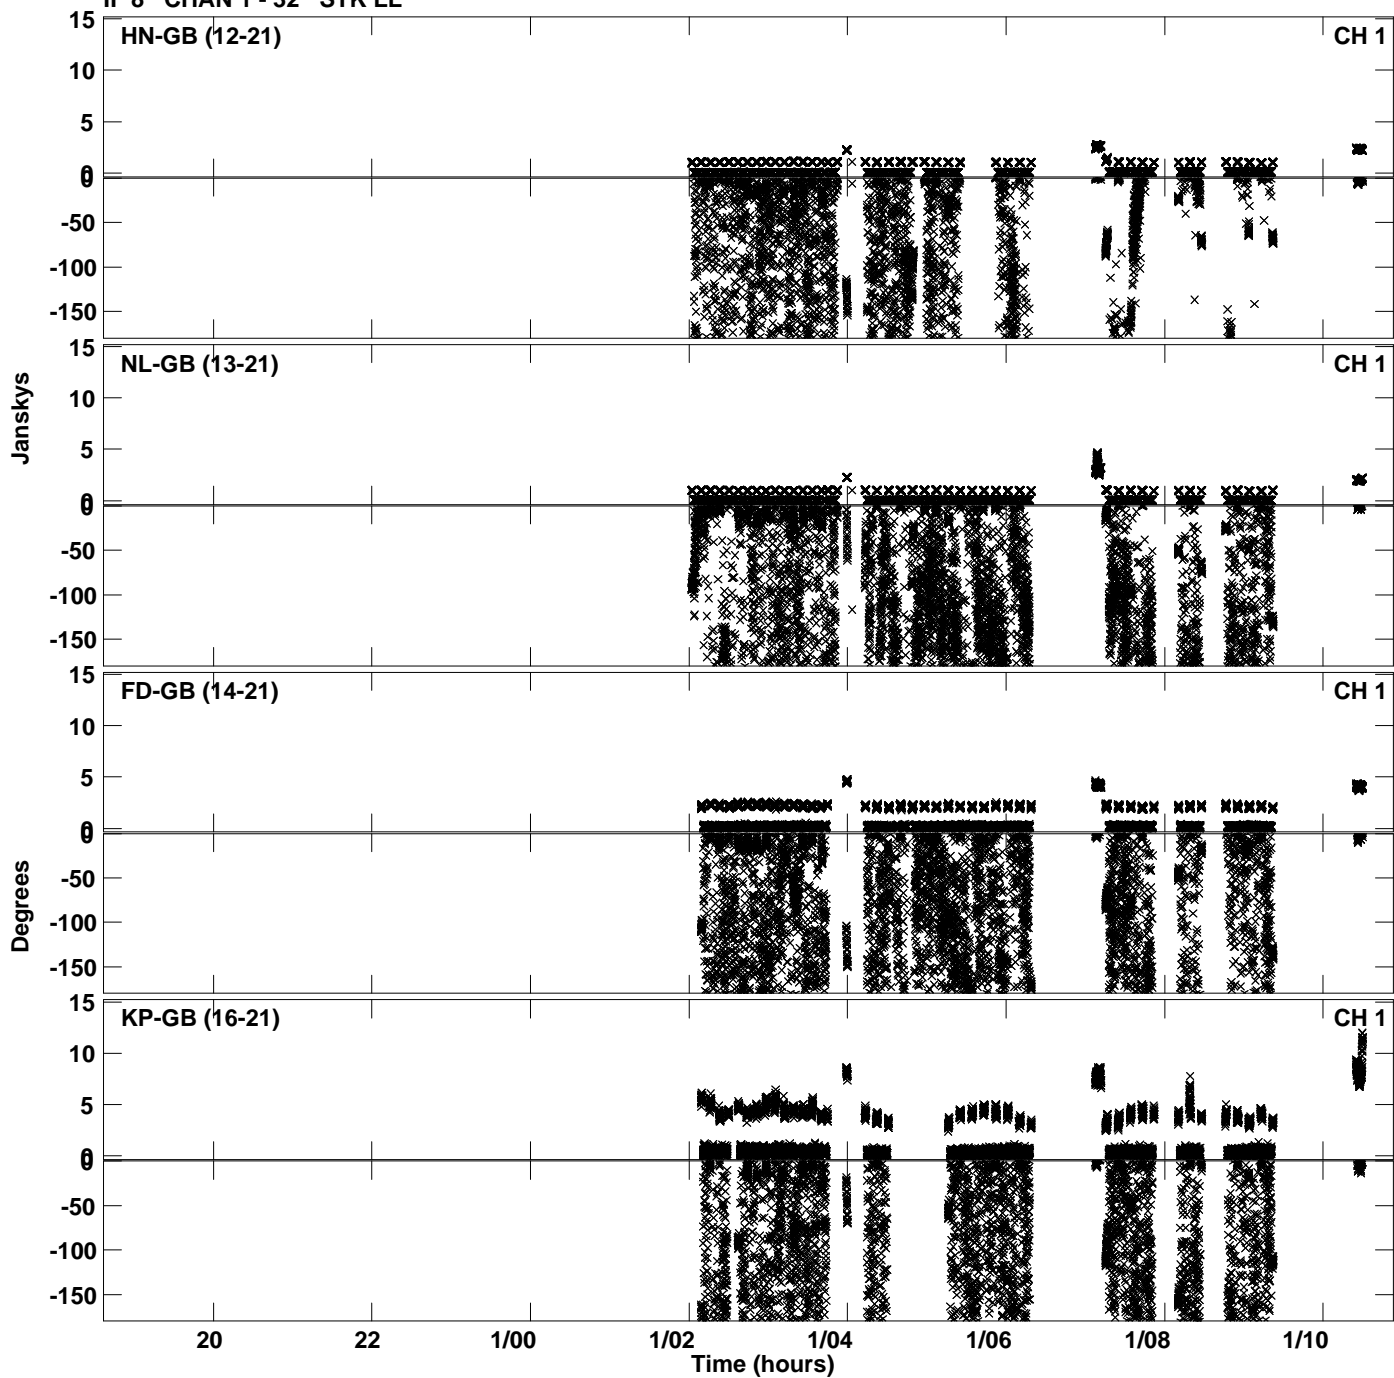 IF 8 CHAN 1 - 32 STK LL
15
HN-GB (12-21)
CH 1
10
5
0
0
-50
-100
-150
15
NL-GB (13-21)
CH 1
10
5
0
0
-50
-100
-150
Janskys
15
FD-GB (14-21)
CH 1
10
5
0
0
-50
-100
-150
Degrees
15
KP-GB (16-21)
CH 1
10
5
0
0
-50
-100
-150
20 22 1/00 1/02 1/04 1/06 1/08 1/10
Time (hours)